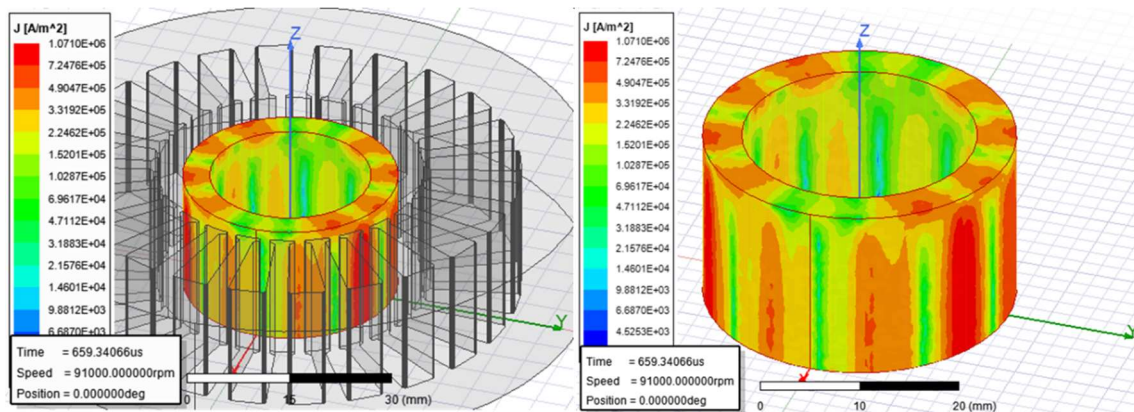 J [A/m^2]
1.0710E+06
7.2476E+05
4.9047E+05
3.3192E+05
2.2462E+05
1.5201E+05
1.0287E+05
6.9617E+04
4.7112E+04
3.1883E+04
2.1576E+04
1.4601E+04
9.8812E+03
6.6870E+03
Time = 659.34066us
Speed = 91000.000000rpm
Position = 0.000000deg
Z
Y
0
15
30 (mm)
J [A/m^2]
1.0710E+06
7.2476E+05
4.9047E+05
3.3192E+05
2.2462E+05
1.5201E+05
1.0287E+05
6.9617E+04
4.7112E+04
3.1883E+04
2.1576E+04
1.4601E+04
9.8812E+03
6.6870E+03
4.5253E+03
Time = 659.34066us
Speed = 91000.000000rpm
Position = 0.000000deg
Z
Y
X
0
10
20 (mm)